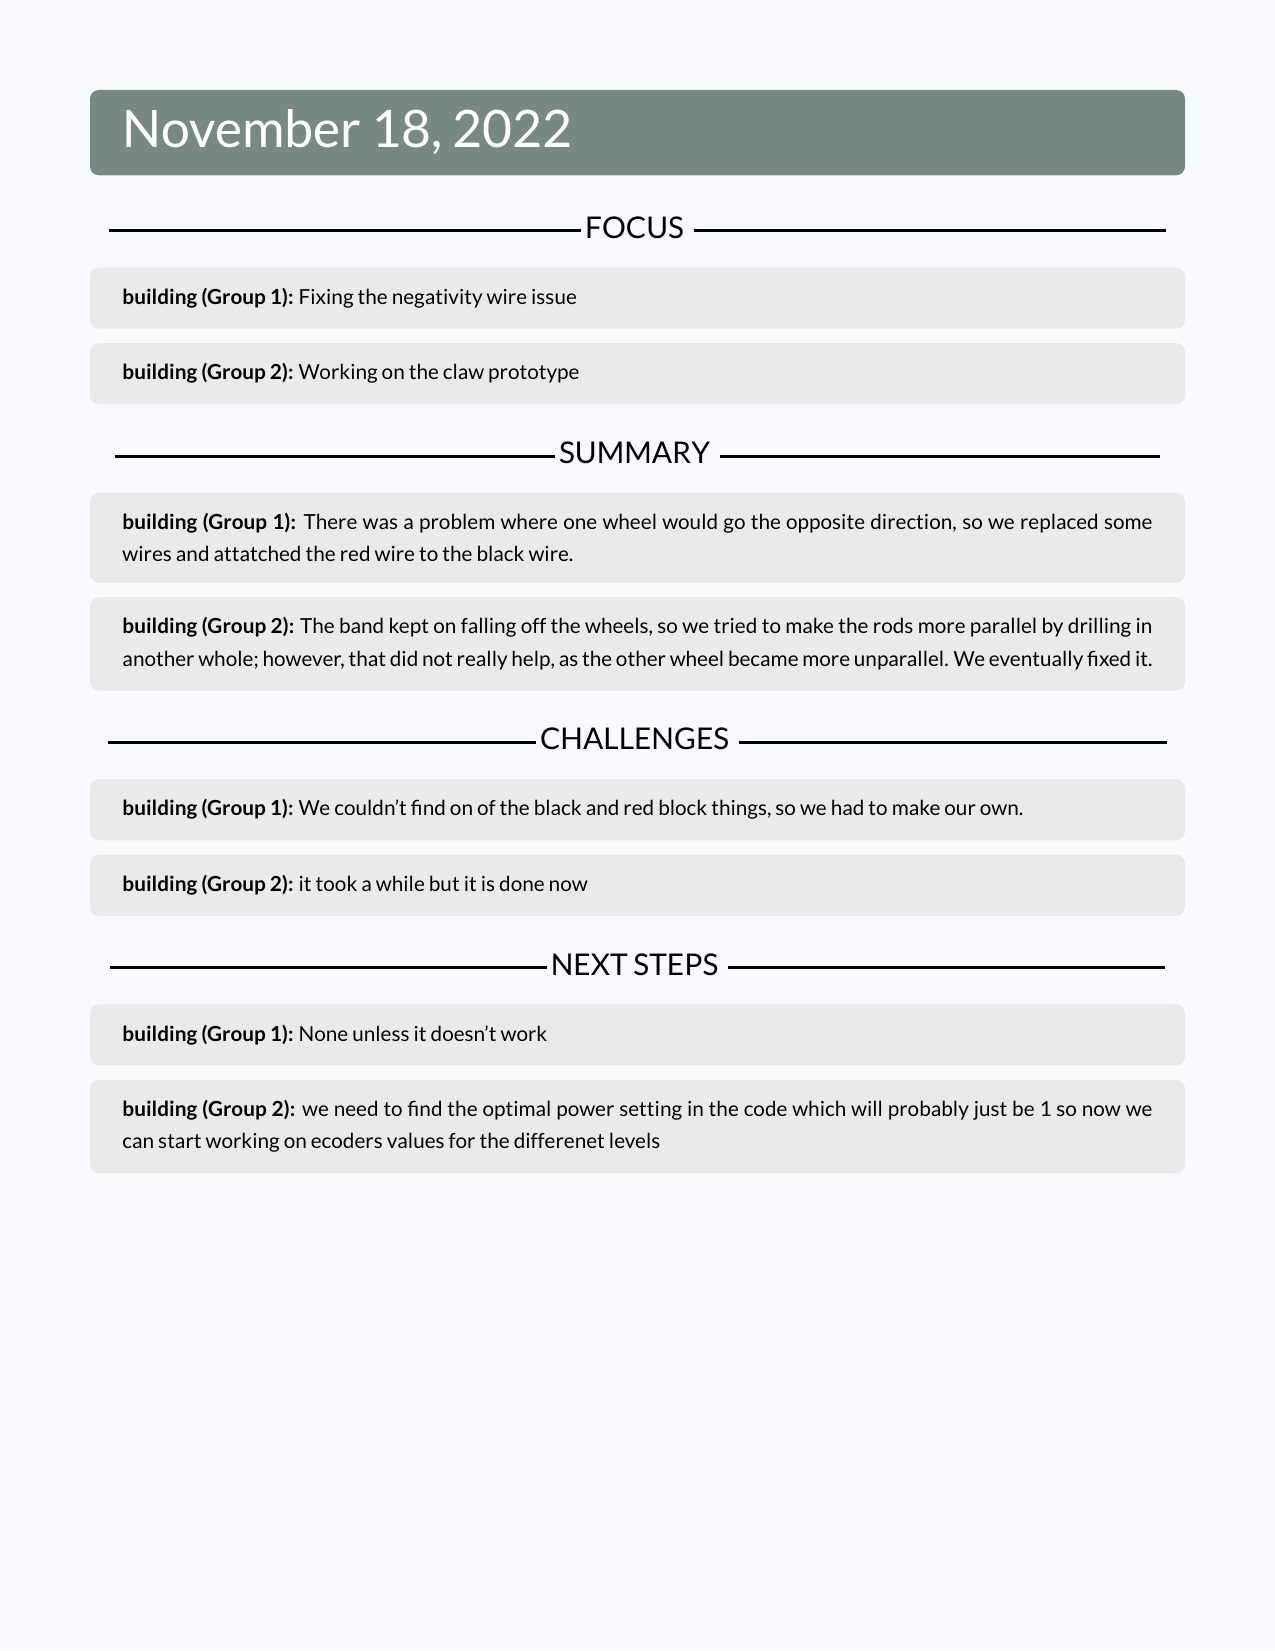 November 18, 2022
FOCUS
building (Group 1): Fixing the negativity wire issue
building (Group 2): Working on the claw prototype
SUMMARY
building (Group 1): There was a problem where one wheel would go the opposite direction, so we replaced some
wires and attatched the red wire to the black wire.
building (Group 2): The band kept on falling off the wheels, so we tried to make the rods more parallel by drilling in
another whole; however, that did not really help, as the other wheel became more unparallel. We eventually fixed it.
CHALLENGES
building (Group 1): We couldn’t find on of the black and red block things, so we had to make our own.
building (Group 2): it took a while but it is done now
NEXT STEPS
building (Group 1): None unless it doesn’t work
building (Group 2): we need to find the optimal power setting in the code which will probably just be 1 so now we
can start working on ecoders values for the differenet levels